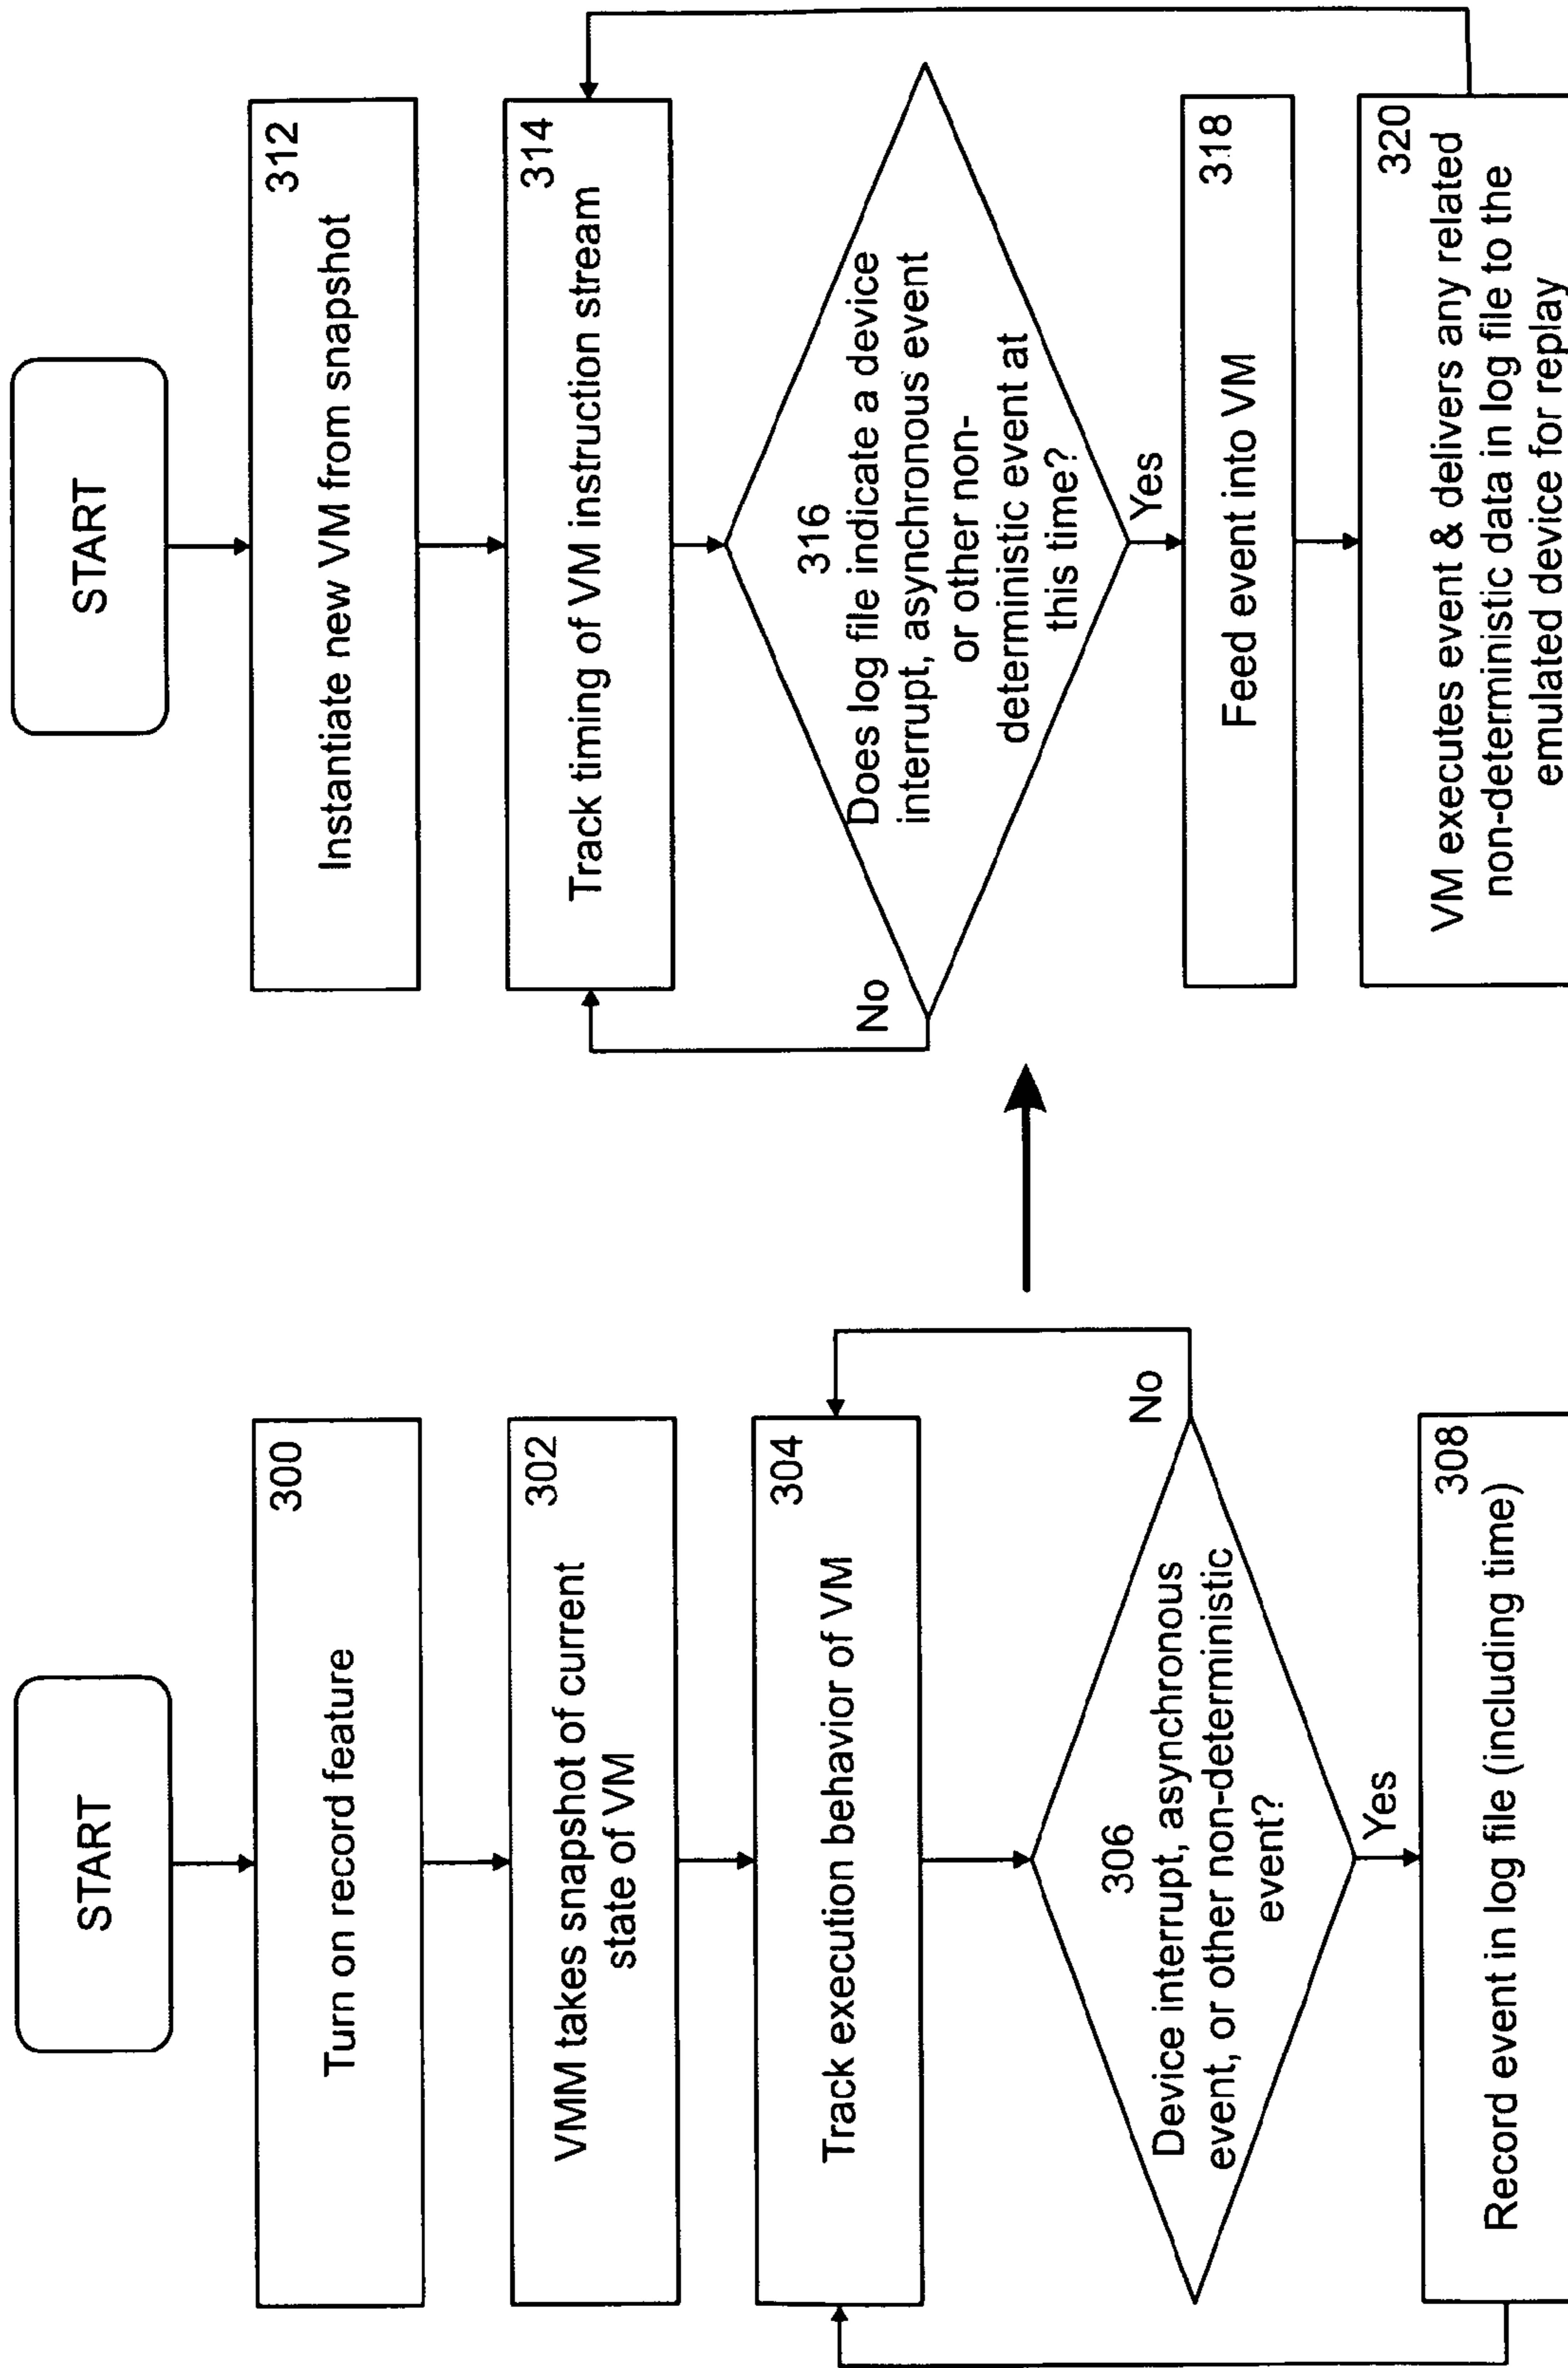 START
300
Turn on record feature
302
VMM takes snapshot of current
state of VM
304
Track execution behavior of VM
306
Device interrupt, asynchronous
event, or other non-deterministic
event?
No
Yes
308
Record event in log file (including time)
START
312
Instantiate new VM from snapshot
314
Track timing of VM instruction stream
316
Does log file indicate a device
interrupt, asynchronous event
or other non-
deterministic event at
this time?
No
Yes
318
Feed event into VM
320
VM executes event & delivers any related
non-deterministic data in log file to the
emulated device for replay